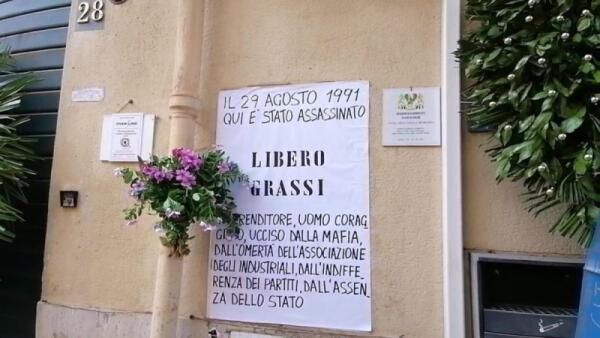 28
IL 29 AGOSTO 1991
QUI E' STATO ASSASSINATO
LIBERO
GRASSI
RENDITORE, UOMO CORAG
UCCISO DALLA MAFIA,
DALL'OMERTÀ DELL'ASSOCIAZIONE
DEGLI INDUSTRIALI, DALL'INDIFFE-
RENZA DEI PARTITI, DALL'ASSEN-
ZA DELLO STATO